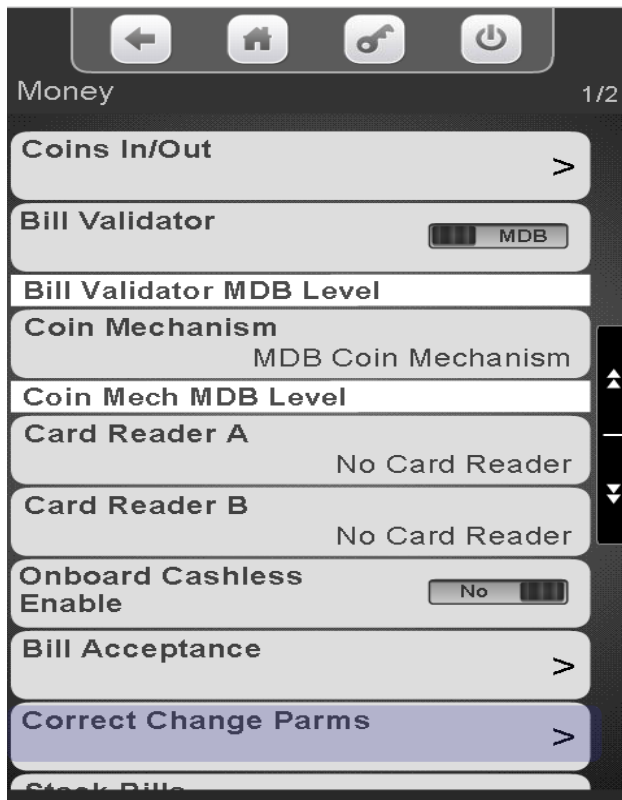 Money
1/2
Coins In/Out
>
Bill Validator
MDB
Bill Validator MDB Level
Coin Mechanism
MDB Coin Mechanism
Coin Mech MDB Level
Card Reader A
No Card Reader
Card Reader B
No Card Reader
Onboard Cashless
Enable
No
Bill Acceptance
>
Correct Change Parms
>
Stack Bills